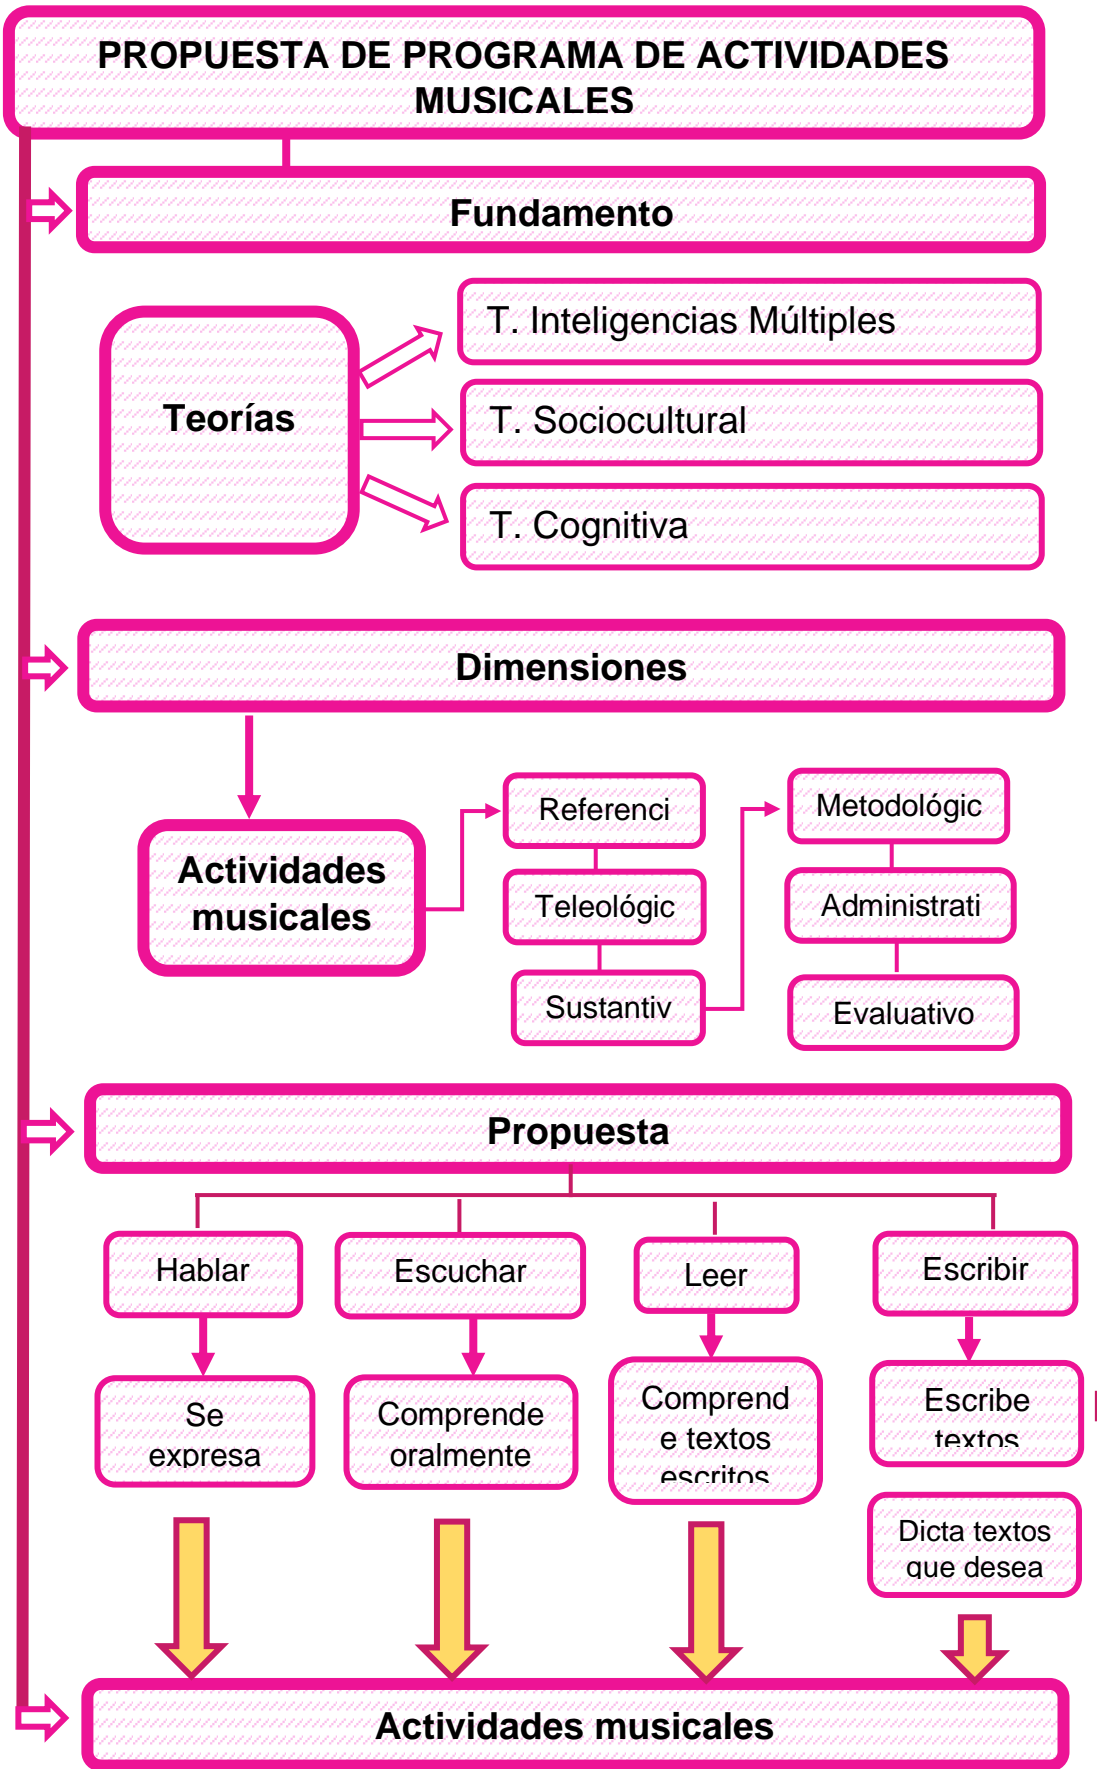 PROPUESTA DE PROGRAMA DE ACTIVIDADES
MUSICALES
Fundamento
Teorías
T. Inteligencias Múltiples
T. Sociocultural
T. Cognitiva
Dimensiones
Actividades
musicales
Referenci
Teleológic
Sustantiv
Metodológic
Administrati
Evaluativo
Propuesta
Hablar
Escuchar
Leer
Escribir
Se
expresa
Comprende
oralmente
Comprend
e textos
escritos
Escribe
textos
Dicta textos
que desea
Actividades musicales